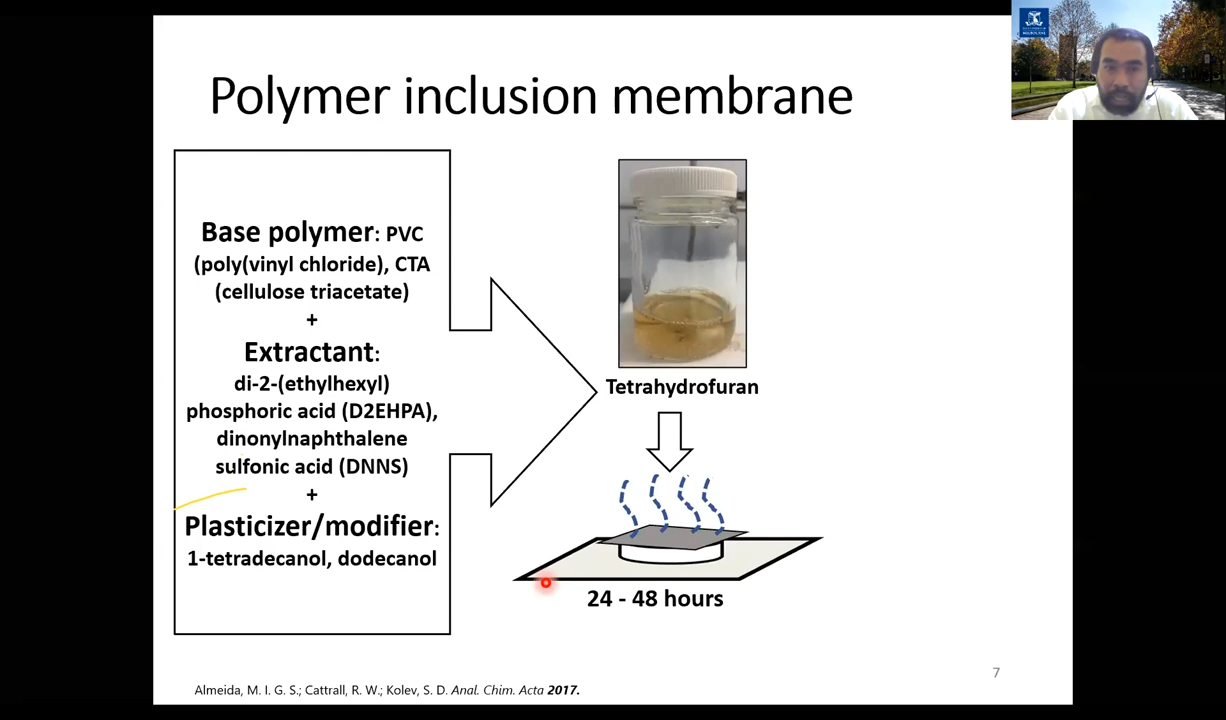 Polymer inclusion membrane
Base polymer: PVC
(poly(vinyl chloride), CTA
(cellulose triacetate)
+
Extractant:
di-2-(ethylhexyl)
phosphoric acid (D2EHPA),
dinonylnaphthalene
sulfonic acid (DNNS)
+
Plasticizer/modifier:
1-tetradecanol, dodecanol
Tetrahydrofuran
24 - 48 hours
7
Almeida, M. I. G. S.; Cattrall, R. W.; Kolev, S. D. Anal. Chim. Acta 2017.
MELBOURNE